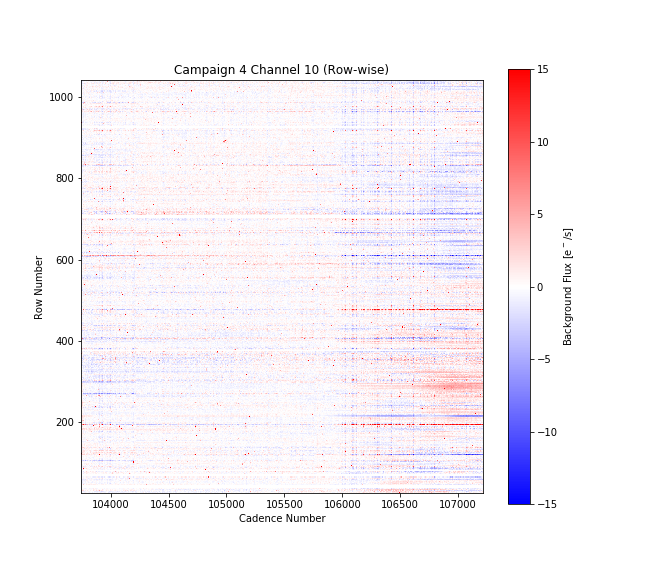 Campaign 4 Channel 10 (Row-wise)
1000
800
600
400
200
Row Number
104000 104500 105000 105500 106000 106500 107000
Cadence Number
15
10
5
0
−5
−10
−15
Background Flux [e⁻/s]